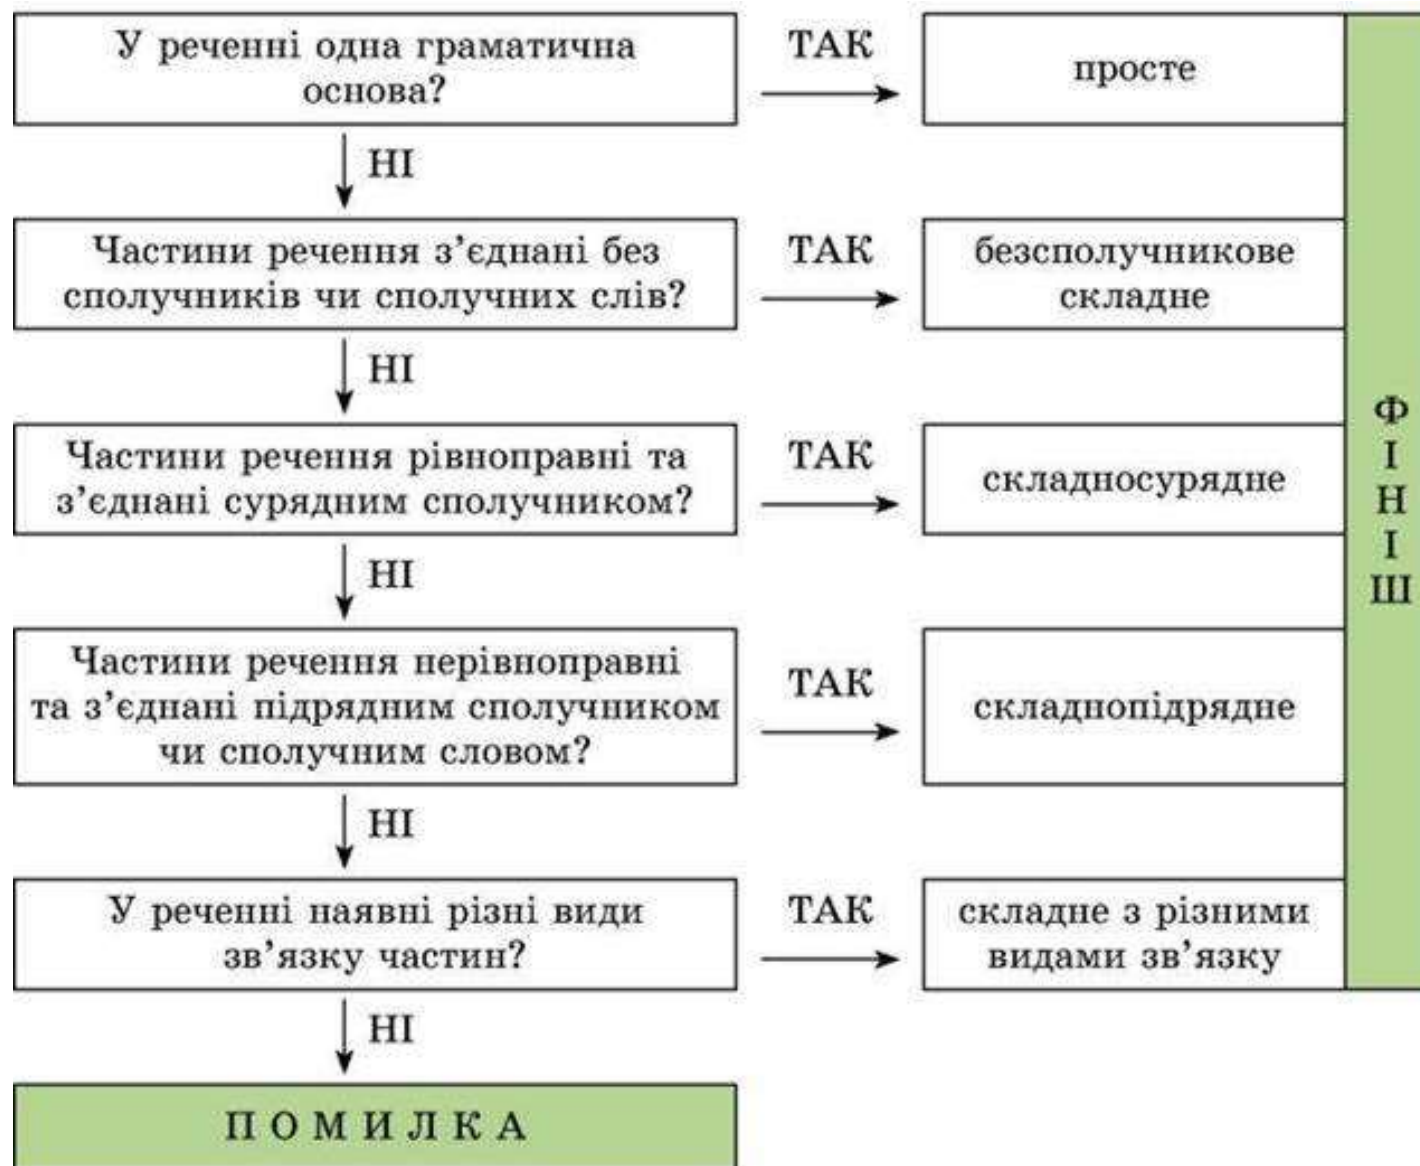 У реченні одна граматична
основа?
ТАК
просте
НІ
Частини речення з’єднані без
сполучників чи сполучних слів?
ТАК
безсполучникове
складне
НІ
Частини речення рівноправні та
з’єднані сурядним сполучником?
ТАК
складносурядне
НІ
Частини речення нерівноправні
та з’єднані підрядним сполучником
чи сполучним словом?
ТАК
складнопідрядне
НІ
У реченні наявні різні види
зв’язку частин?
ТАК
складне з різними
видами зв’язку
НІ
П О М И Л К А
Ф
І
Н
І
Ш